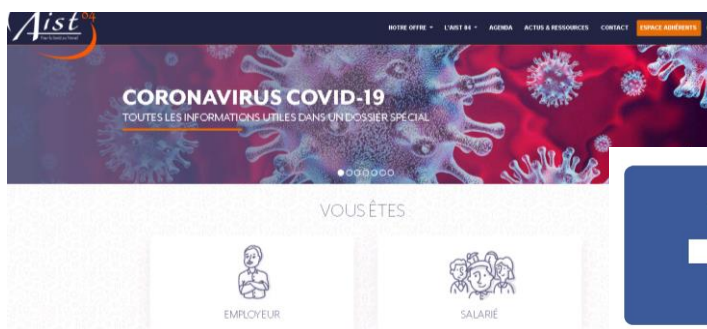 Aist 04
NOTRE OFFRE L'AIST 84 AGENDA ACTUS & RESSOURCES CONTACT ESPACE ADHÉRENTS
CORONAVIRUS COVID-19
TOUTES LES INFORMATIONS UTILES DANS UN DOSSIER SPÉCIAL
VOUS ÊTES
EMPLOYEUR
SALARIÉ